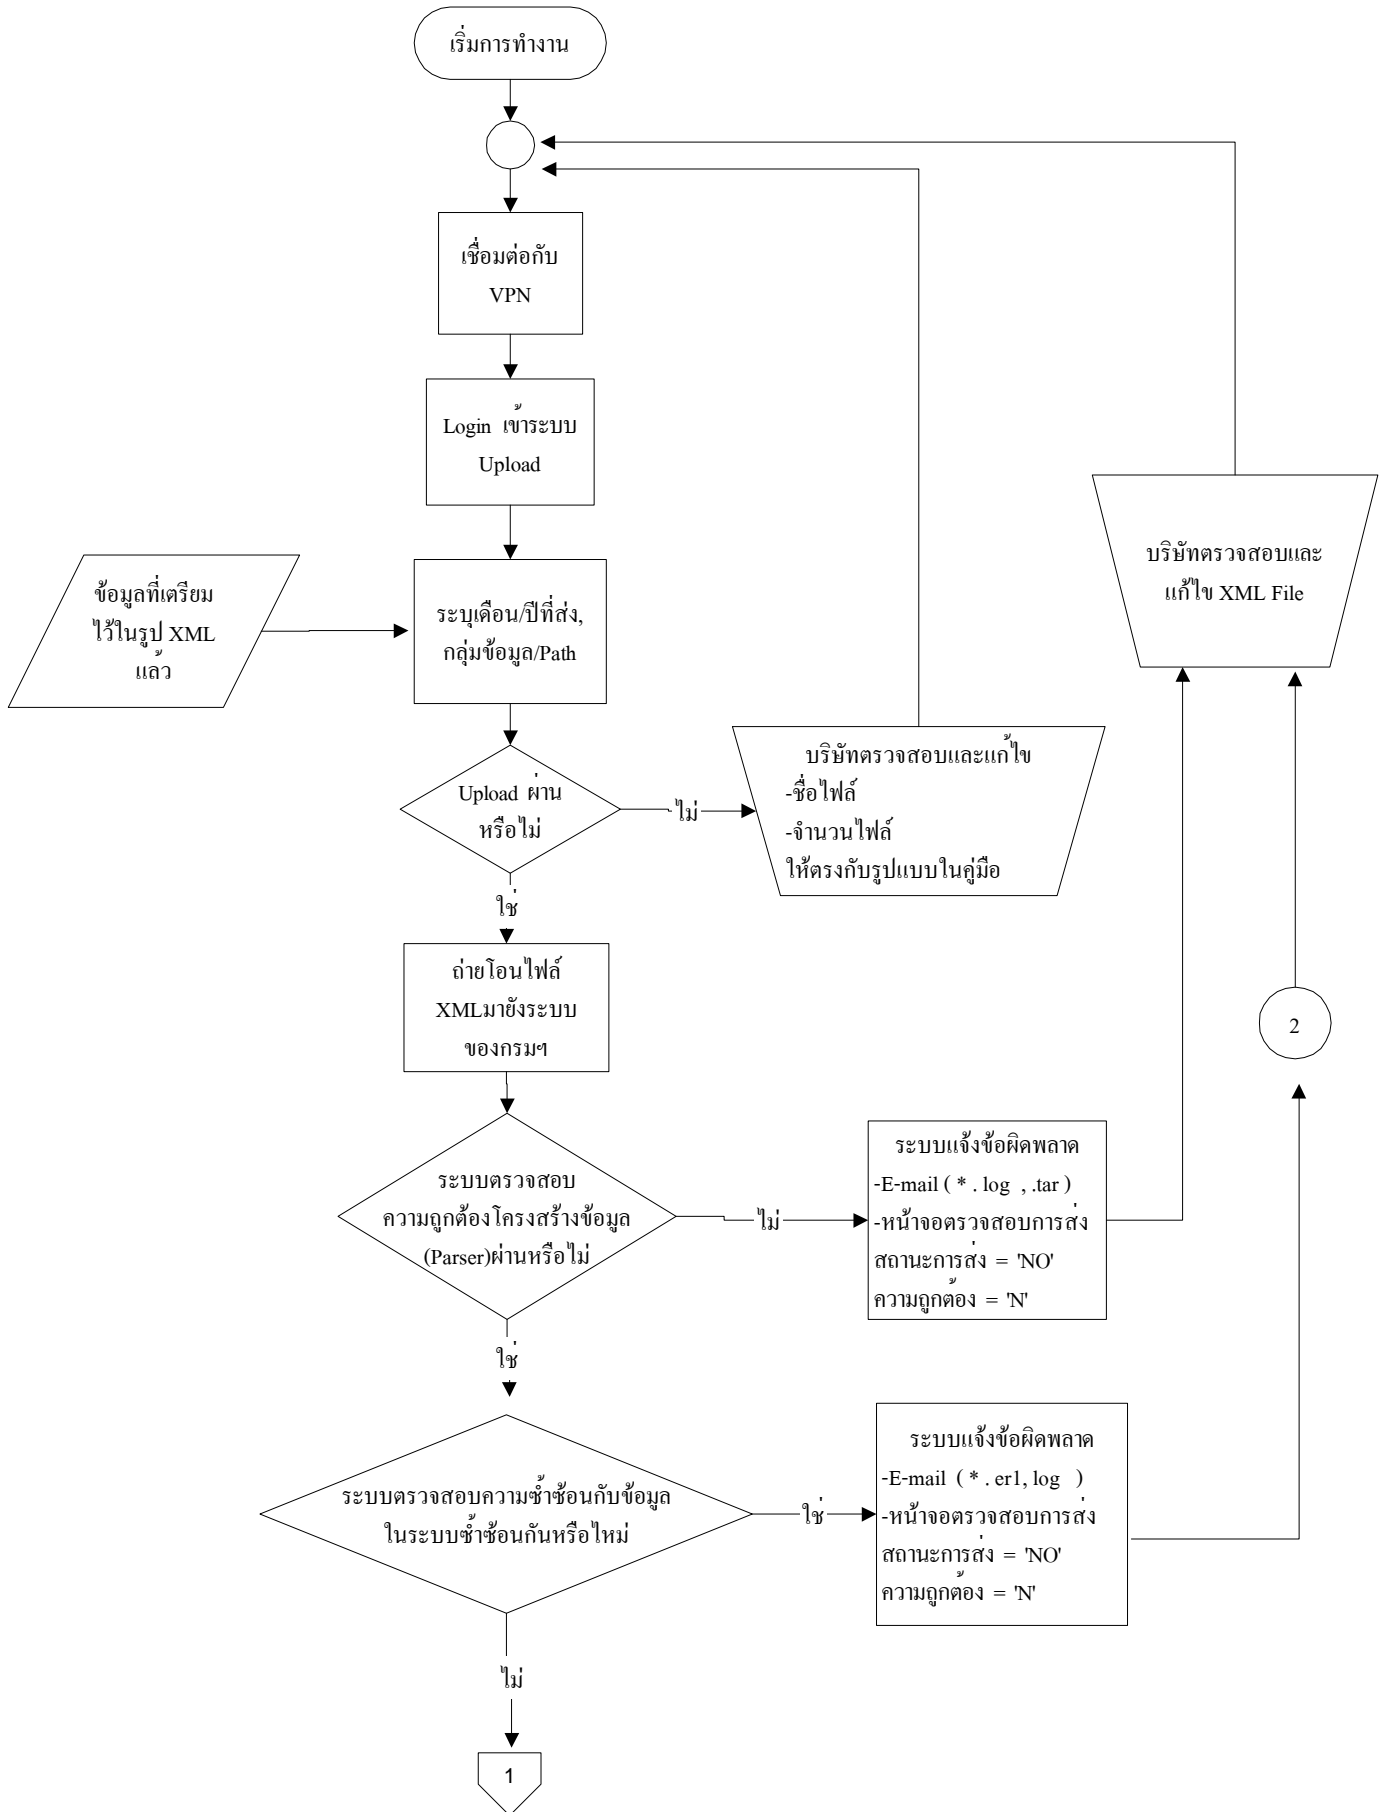 เริ่มการทำงาน
เชื่อมต่อกับ
VPN
Login เข้าระบบ
Upload
ข้อมูลที่เตรียม
ไว้ในรูป XML
แล้ว
ระบุเดือน/ปีที่ส่ง,
กลุ่มข้อมูล/Path
บริษัทตรวจสอบและ
แก้ไข XML File
Upload ผ่าน
หรือไม่
ไม่
บริษัทตรวจสอบและแก้ไข
-ชื่อไฟล์
-จำนวนไฟล์
ให้ตรงกับรูปแบบในคู่มือ
ใช่
ถ่ายโอนไฟล์
XMLมายังระบบ
ของกรมฯ
2
ระบบตรวจสอบ
ความถูกต้องโครงสร้างข้อมูล
(Parser)ผ่านหรือไม่
ไม่
ระบบแจ้งข้อผิดพลาด
-E-mail ( * . log , .tar )
-หน้าจอตรวจสอบการส่ง
สถานะการส่ง = 'NO'
ความถูกต้อง = 'N'
ใช่
ระบบตรวจสอบความซ้ำซ้อนกับข้อมูล
ในระบบซ้ำซ้อนกันหรือไหม่
ใช่
ระบบแจ้งข้อผิดพลาด
-E-mail ( * . er1, log )
-หน้าจอตรวจสอบการส่ง
สถานะการส่ง = 'NO'
ความถูกต้อง = 'N'
ไม่
1